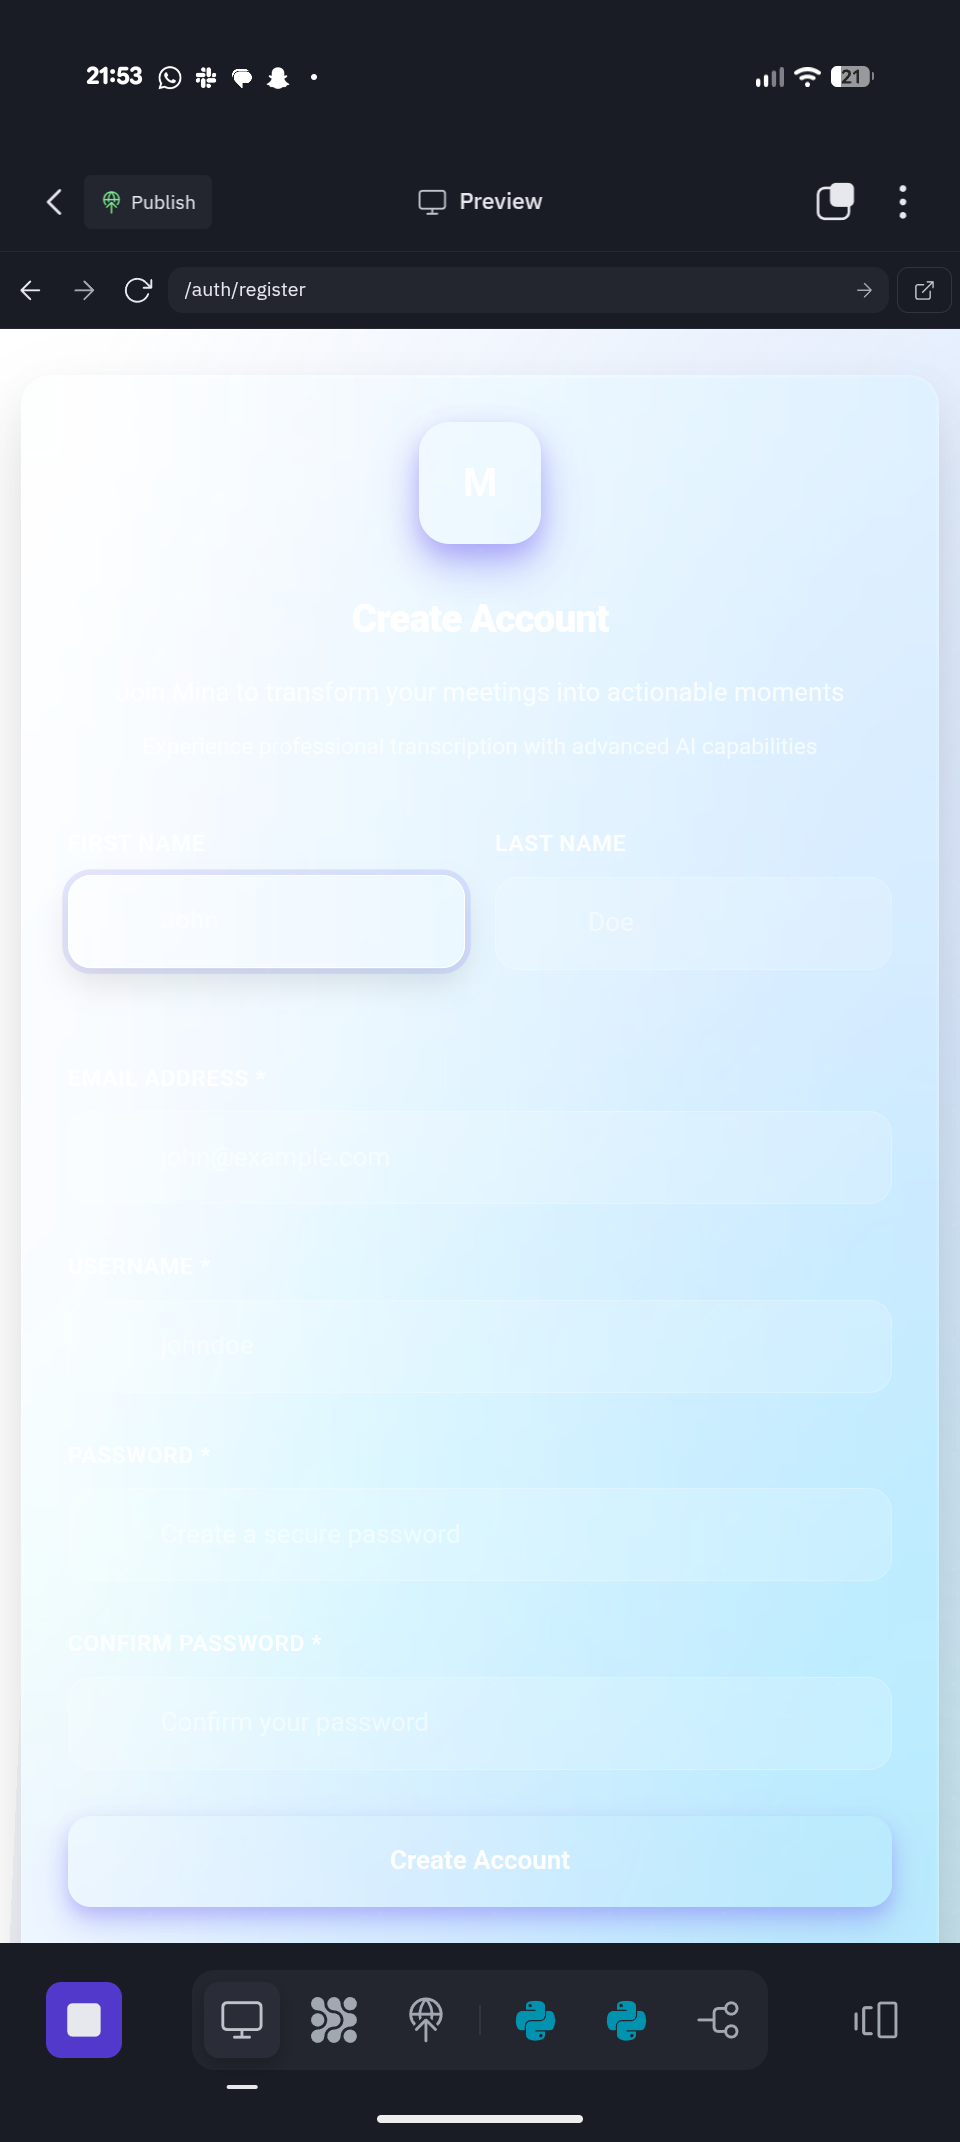 21:53
21
Publish
Preview
/auth/register
M
Create Account
Join Mina to transform your meetings into actionable moments
Experience professional transcription with advanced AI capabilities
FIRST NAME
LAST NAME
John
Doe
EMAIL ADDRESS *
john@example.com
USERNAME *
johndoe
PASSWORD *
Create a secure password
CONFIRM PASSWORD *
Confirm your password
Create Account